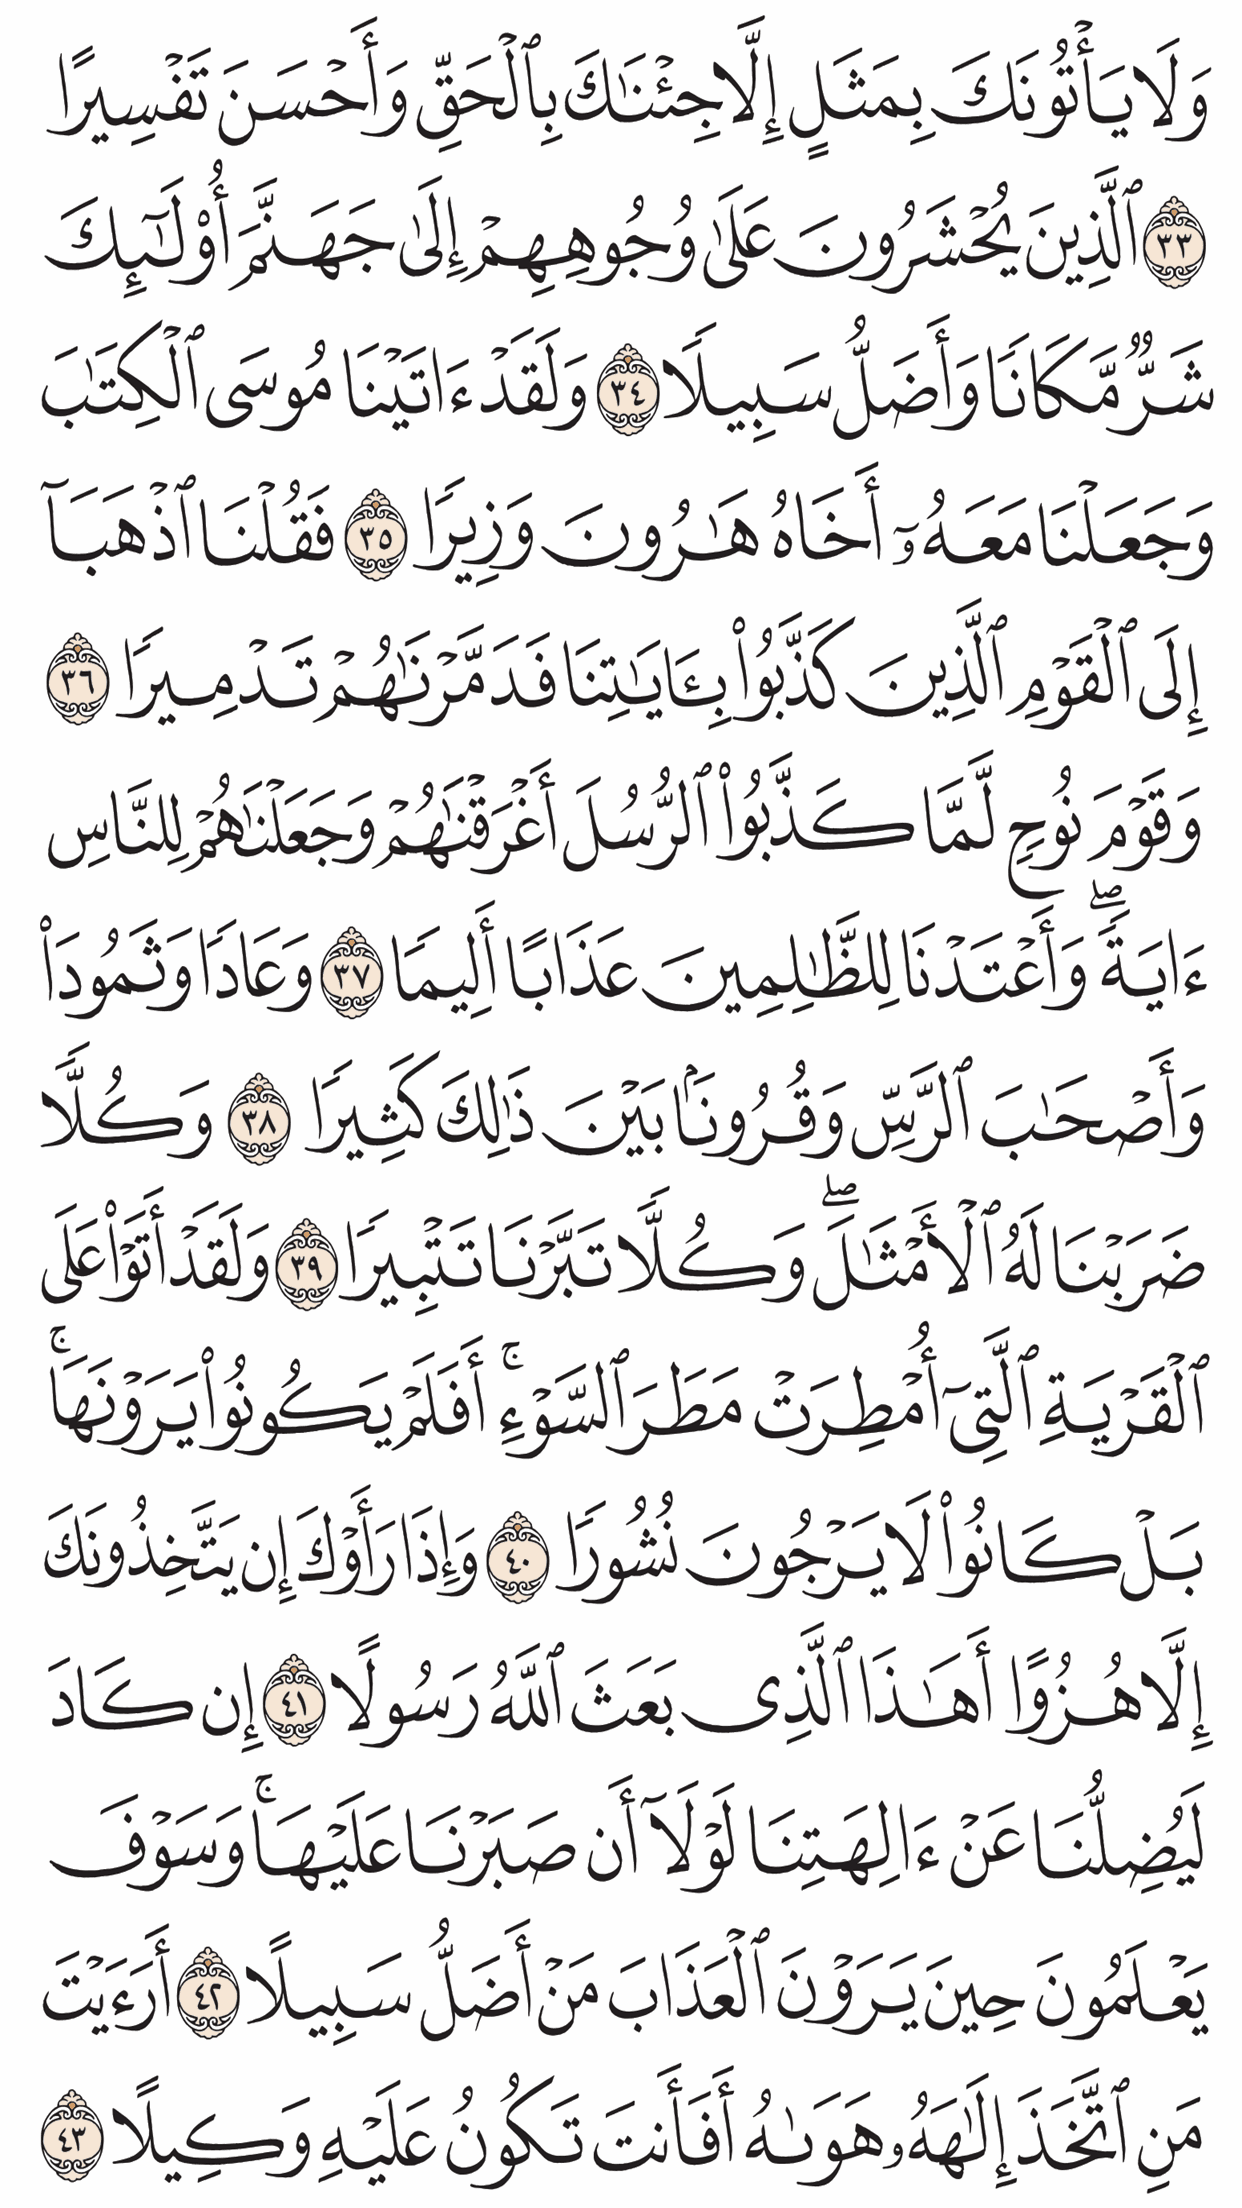 وَلَا يَأْتُونَكَ بِمَثَلٍ إِلَّا جِئْنَٰكَ بِٱلْحَقِّ وَأَحْسَنَ تَفْسِيرًا
٣٣ ٱلَّذِينَ يُحْشَرُونَ عَلَىٰ وُجُوهِهِمْ إِلَىٰ جَهَنَّمَ أُو۟لَٰٓئِكَ
شَرٌّ مَّكَانًا وَأَضَلُّ سَبِيلًا ٣٤ وَلَقَدْ ءَاتَيْنَا مُوسَى ٱلْكِتَٰبَ
وَجَعَلْنَا مَعَهُۥٓ أَخَاهُ هَٰرُونَ وَزِيرًا ٣٥ فَقُلْنَا ٱذْهَبَآ
إِلَى ٱلْقَوْمِ ٱلَّذِينَ كَذَّبُوا۟ بِـَٔايَٰتِنَا فَدَمَّرْنَٰهُمْ تَدْمِيرًا ٣٦
وَقَوْمَ نُوحٍ لَّمَّا كَذَّبُوا۟ ٱلرُّسُلَ أَغْرَقْنَٰهُمْ وَجَعَلْنَٰهُمْ لِلنَّاسِ
ءَايَةً ۖ وَأَعْتَدْنَا لِلظَّٰلِمِينَ عَذَابًا أَلِيمًا ٣٧ وَعَادًا وَثَمُودَا۟
وَأَصْحَٰبَ ٱلرَّسِّ وَقُرُونًۢا بَيْنَ ذَٰلِكَ كَثِيرًا ٣٨ وَكُلًّا
ضَرَبْنَا لَهُ ٱلْأَمْثَٰلَ ۖ وَكُلًّا تَبَّرْنَا تَتْبِيرًا ٣٩ وَلَقَدْ أَتَوْا۟ عَلَى
ٱلْقَرْيَةِ ٱلَّتِىٓ أُمْطِرَتْ مَطَرَ ٱلسَّوْءِ ۚ أَفَلَمْ يَكُونُوا۟ يَرَوْنَهَا ۚ
بَلْ كَانُوا۟ لَا يَرْجُونَ نُشُورًا ٤٠ وَإِذَا رَأَوْكَ إِن يَتَّخِذُونَكَ
إِلَّا هُزُوًا أَهَٰذَا ٱلَّذِى بَعَثَ ٱللَّهُ رَسُولًا ٤١ إِن كَادَ
لَيُضِلُّنَا عَنْ ءَالِهَتِنَا لَوْلَآ أَن صَبَرْنَا عَلَيْهَا ۚ وَسَوْفَ
يَعْلَمُونَ حِينَ يَرَوْنَ ٱلْعَذَابَ مَنْ أَضَلُّ سَبِيلًا ٤٢ أَرَءَيْتَ
مَنِ ٱتَّخَذَ إِلَٰهَهُۥ هَوَىٰهُ أَفَأَنتَ تَكُونُ عَلَيْهِ وَكِيلًا ٤٣